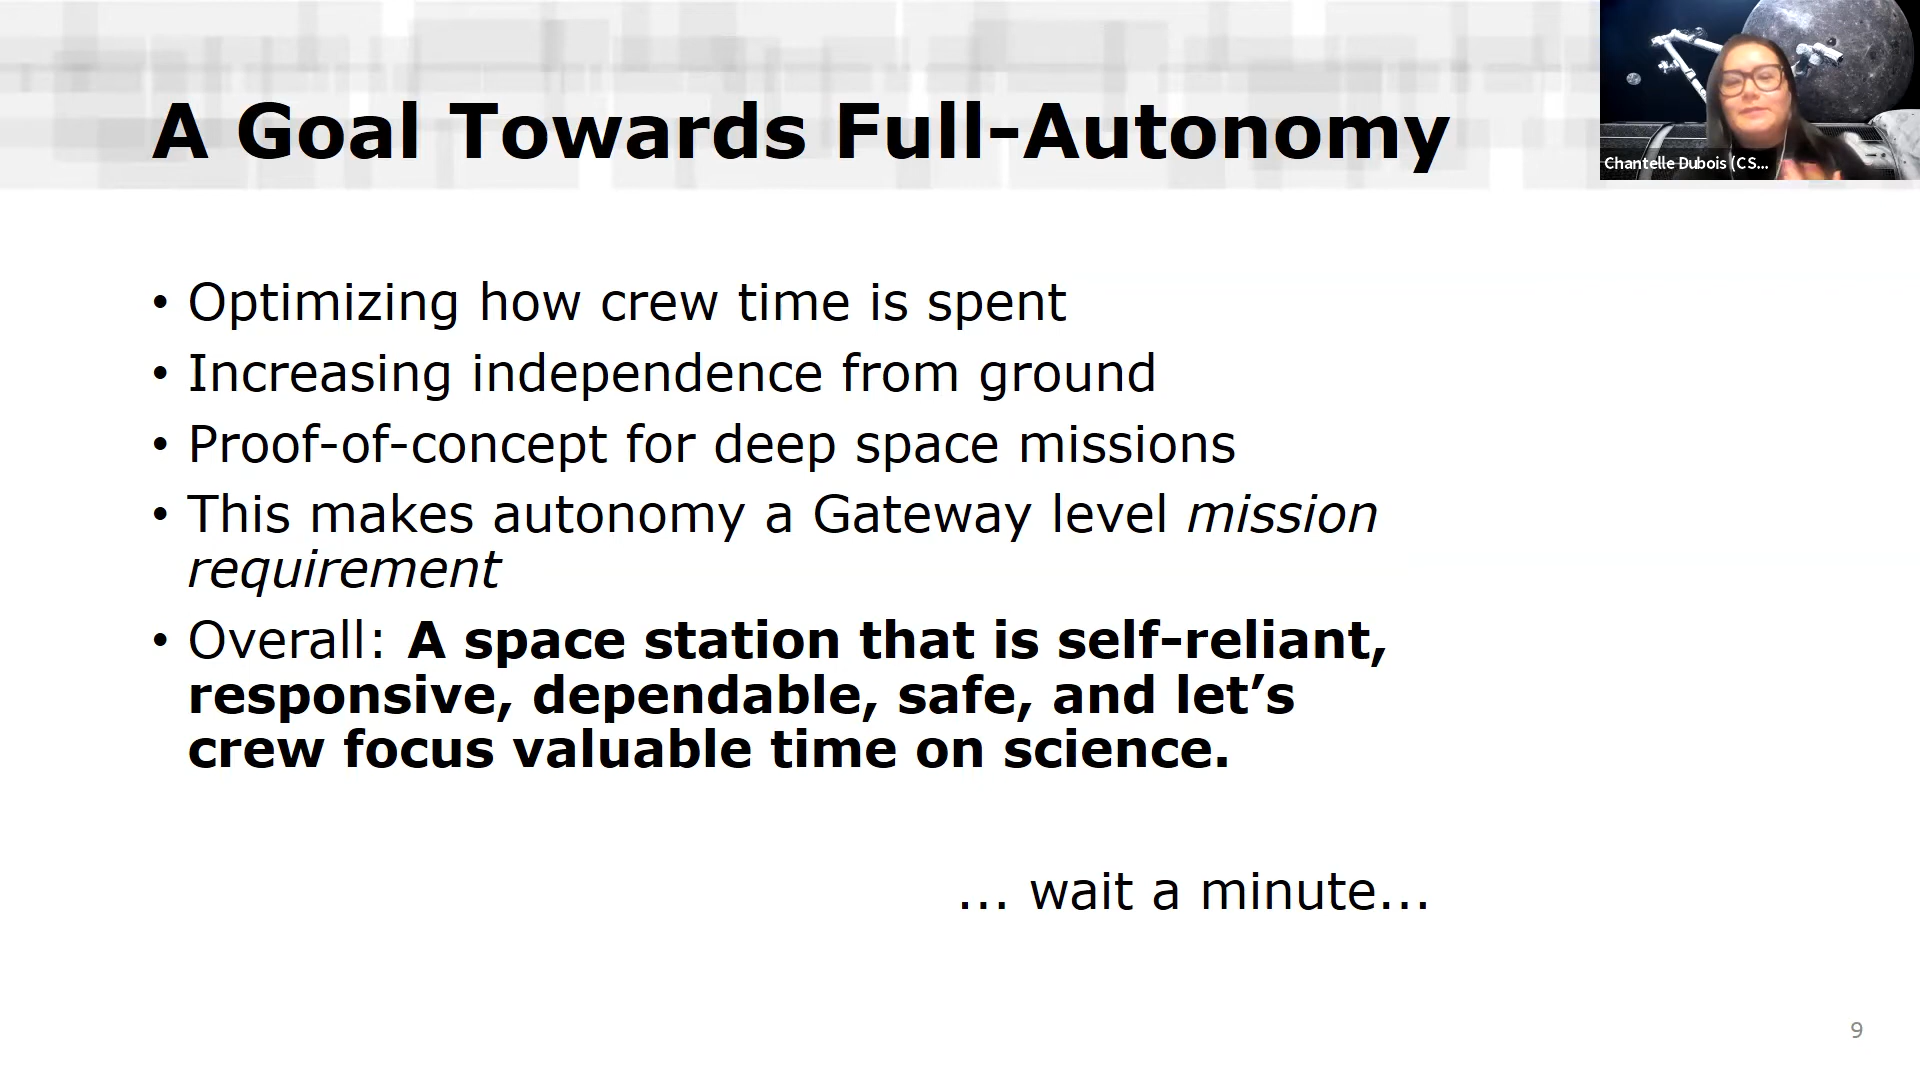 A Goal Towards Full-Autonomy
Chantelle Dubois (CS...
• Optimizing how crew time is spent
• Increasing independence from ground
• Proof-of-concept for deep space missions
• This makes autonomy a Gateway level mission
requirement
• Overall: A space station that is self-reliant,
responsive, dependable, safe, and let’s
crew focus valuable time on science.
... wait a minute...
9